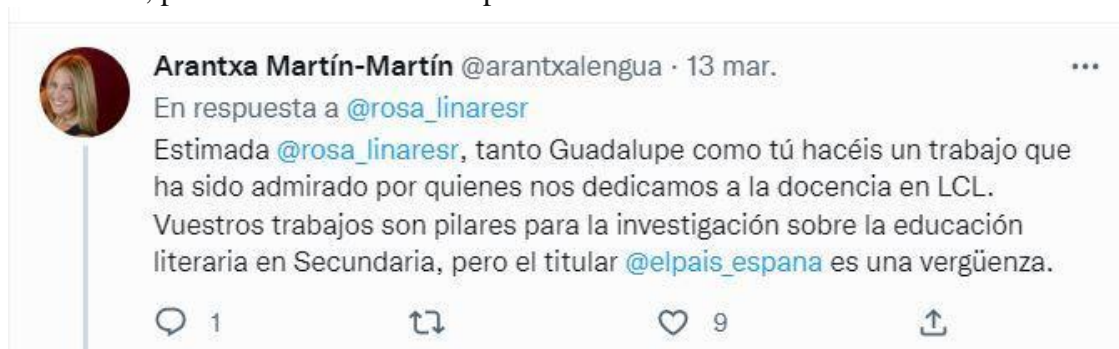 Arantxa Martín-Martín @arantxalengua · 13 mar.
En respuesta a @rosa_linaresr
Estimada @rosa_linaresr, tanto Guadalupe como tú hacéis un trabajo que
ha sido admirado por quienes nos dedicamos a la docencia en LCL.
Vuestros trabajos son pilares para la investigación sobre la educación
literaria en Secundaria, pero el titular @elpais_espana es una vergüenza.
1 9